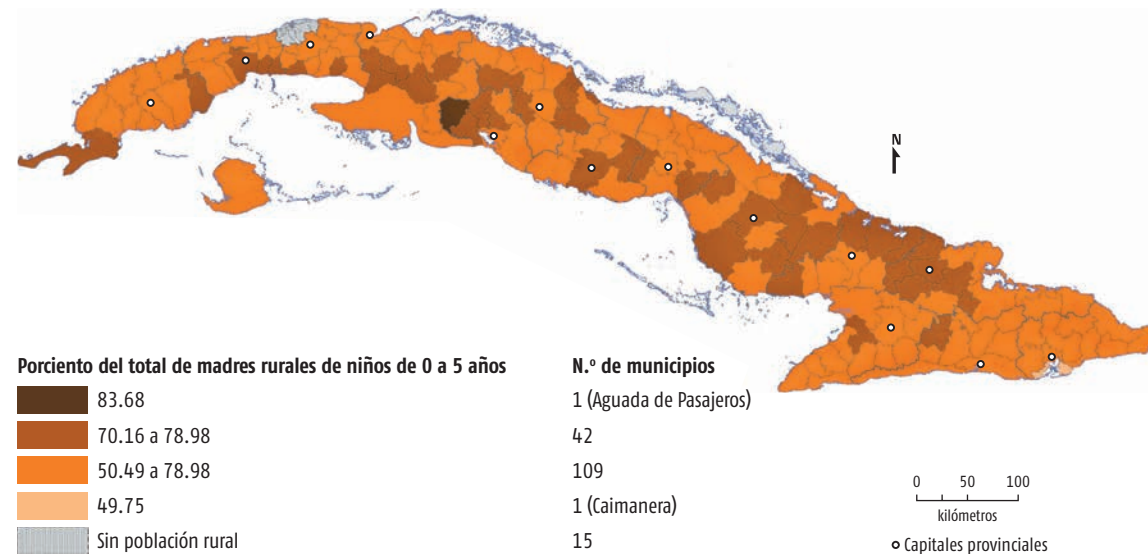 N
Porciento del total de madres rurales de niños de 0 a 5 años
N.º de municipios
83.68
1 (Aguada de Pasajeros)
70.16 a 78.98
42
50.49 a 78.98
109
49.75
1 (Caimanera)
Sin población rural
15
0 50 100
kilómetros
Capitales provinciales